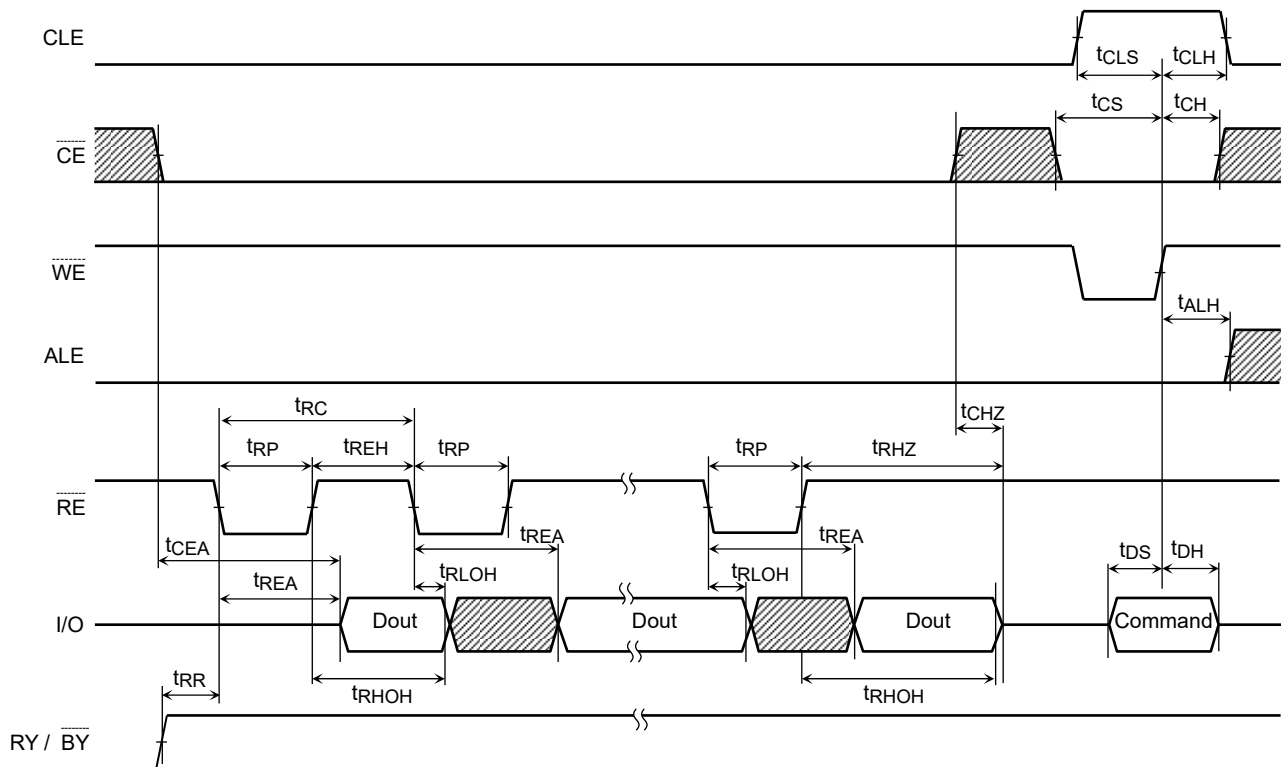 CLE
tCLS tCLH
tCS tCH
CE
WE
tALH
ALE
tRC
tCHZ
tRP tREH tRP tRP tRHZ
RE
tCEA tREA tREA
tREA tRLOH tRLOH tDS tDH
I/O Dout Dout Dout Command
tRR tRHOH tRHOH
RY / BY